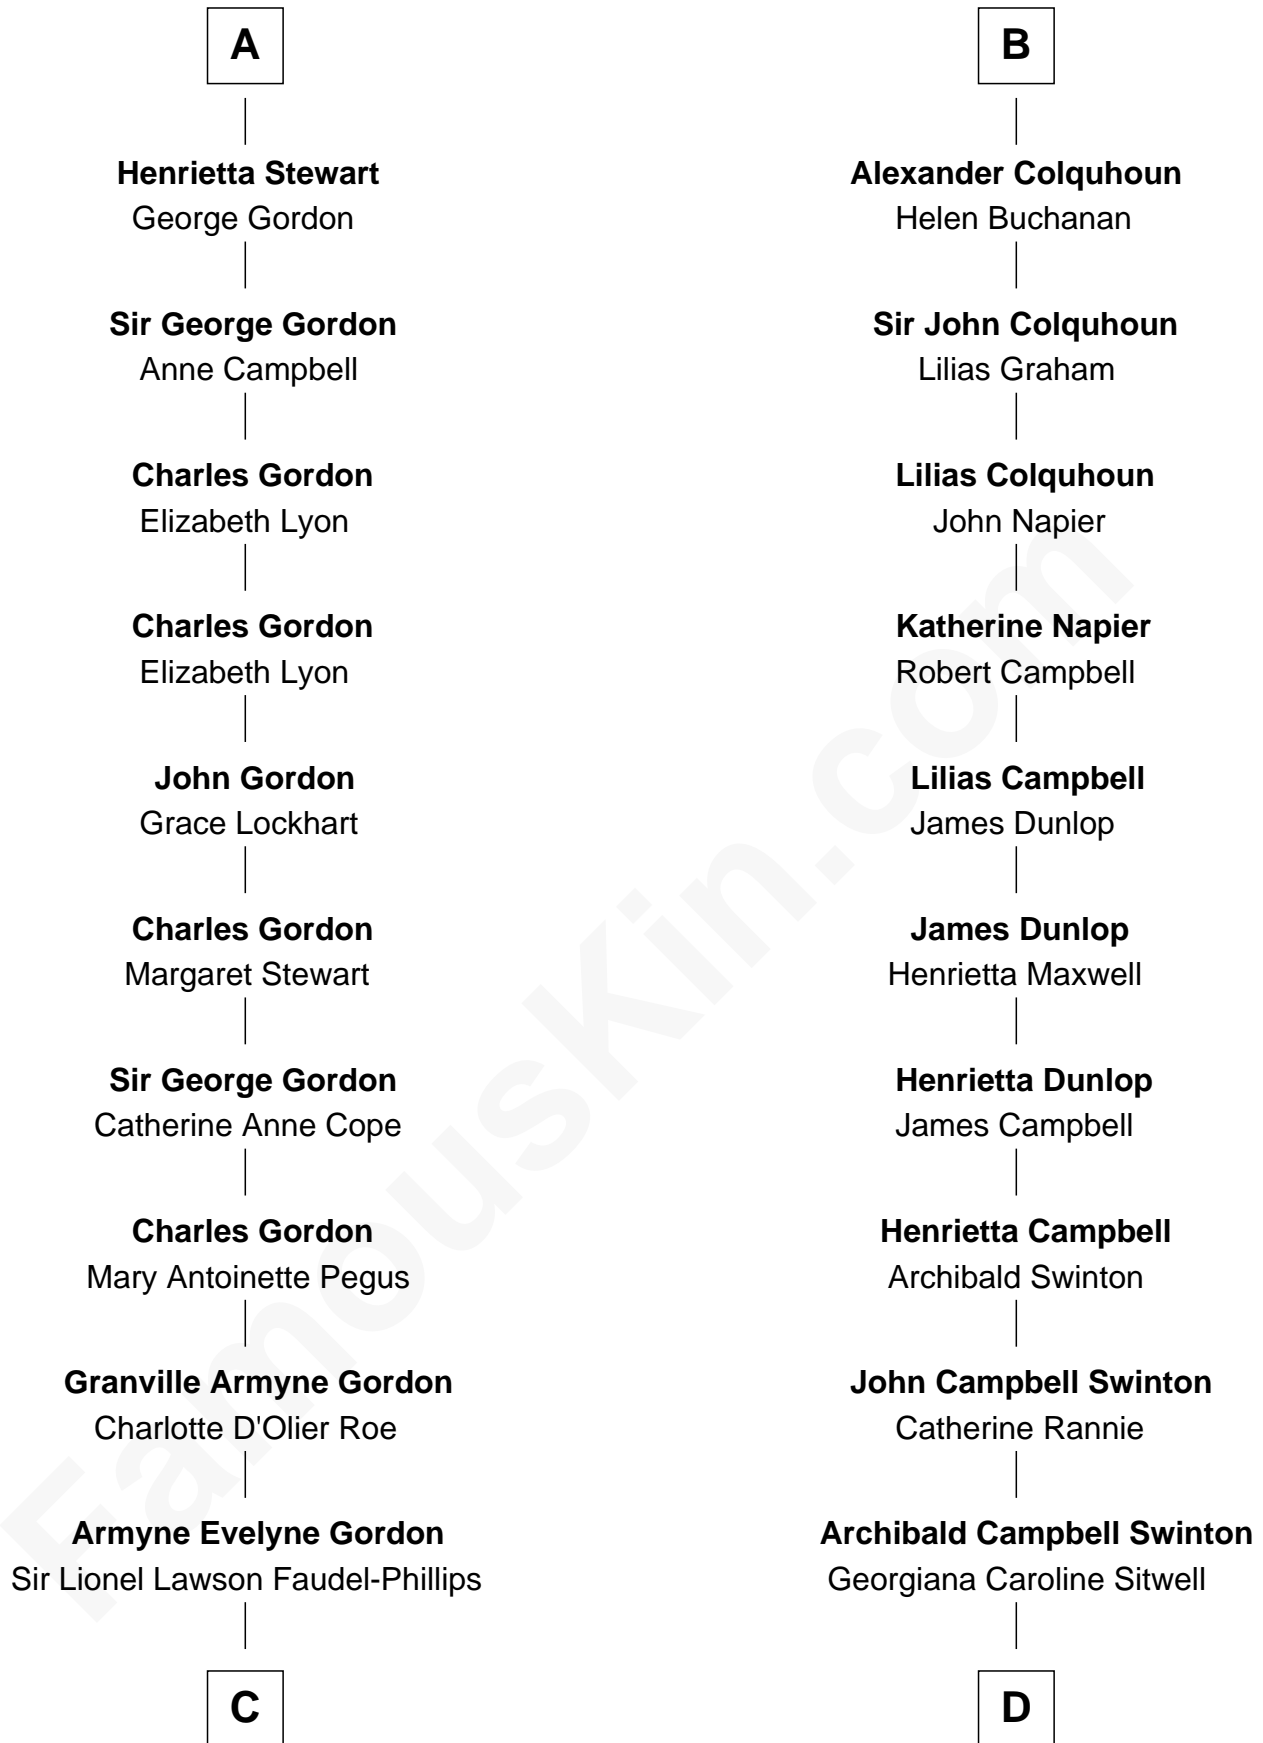 A
Henrietta Stewart
George Gordon
Sir George Gordon
Anne Campbell
Charles Gordon
Elizabeth Lyon
Charles Gordon
Elizabeth Lyon
John Gordon
Grace Lockhart
Charles Gordon
Margaret Stewart
Sir George Gordon
Catherine Anne Cope
Charles Gordon
Mary Antoinette Pegus
Granville Armyne Gordon
Charlotte D'Olier Roe
Armyne Evelyne Gordon
Sir Lionel Lawson Faudel-Phillips
C
B
Alexander Colquhoun
Helen Buchanan
Sir John Colquhoun
Lilias Graham
Lilias Colquhoun
John Napier
Katherine Napier
Robert Campbell
Lilias Campbell
James Dunlop
James Dunlop
Henrietta Maxwell
Henrietta Dunlop
James Campbell
Henrietta Campbell
Archibald Swinton
John Campbell Swinton
Catherine Rannie
Archibald Campbell Swinton
Georgiana Caroline Sitwell
D
FamousKin.com